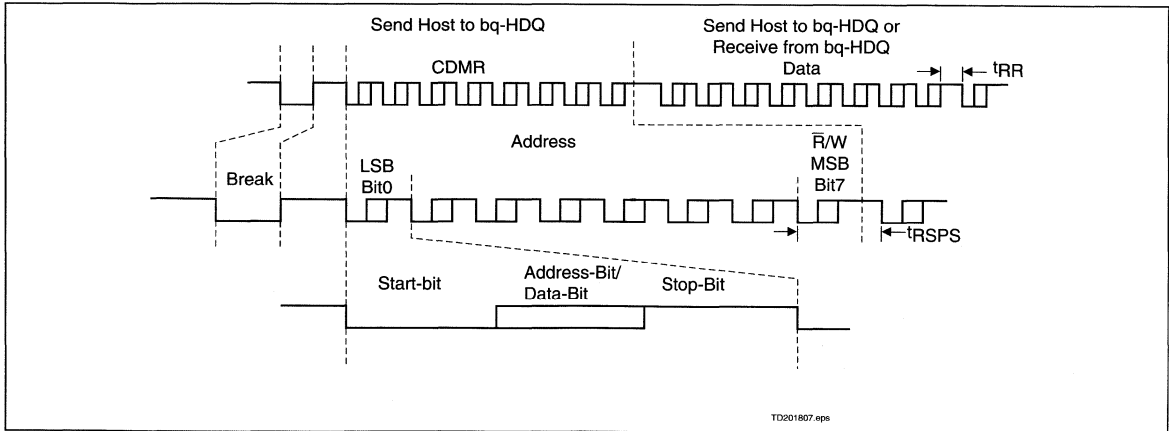 Send Host to bq-HDQ
Send Host to bq-HDQ or
Receive from bq-HDQ
CDMR
Data
tRR
Address
R̅/W
MSB
Bit7
LSB
Bit0
Break
tRSPS
Start-bit
Address-Bit/
Data-Bit
Stop-Bit
TD201807.eps